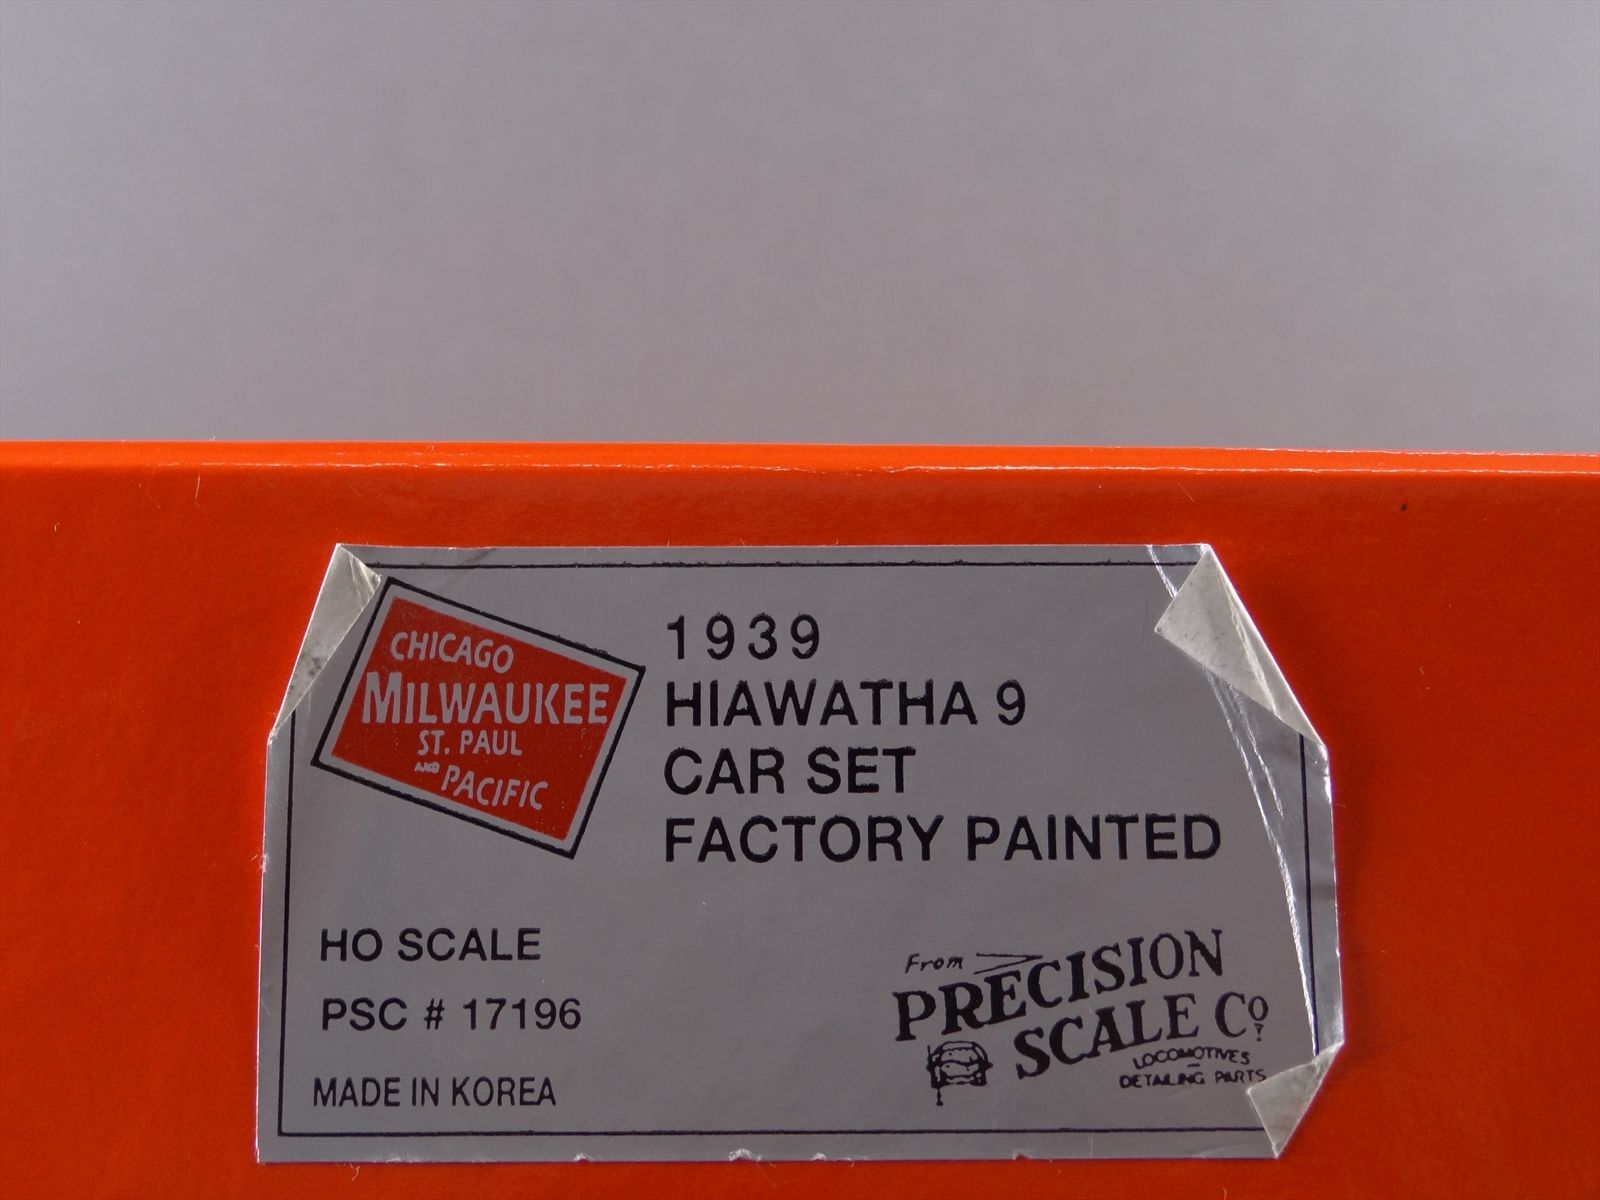 CHICAGO
MILWAUKEE
ST. PAUL
AND PACIFIC
1939
HIAWATHA 9
CAR SET
FACTORY PAINTED
HO SCALE
PSC # 17196
MADE IN KOREA
From
PRECISION
SCALE CO.
LOCOMOTIVES
DETAILING PARTS